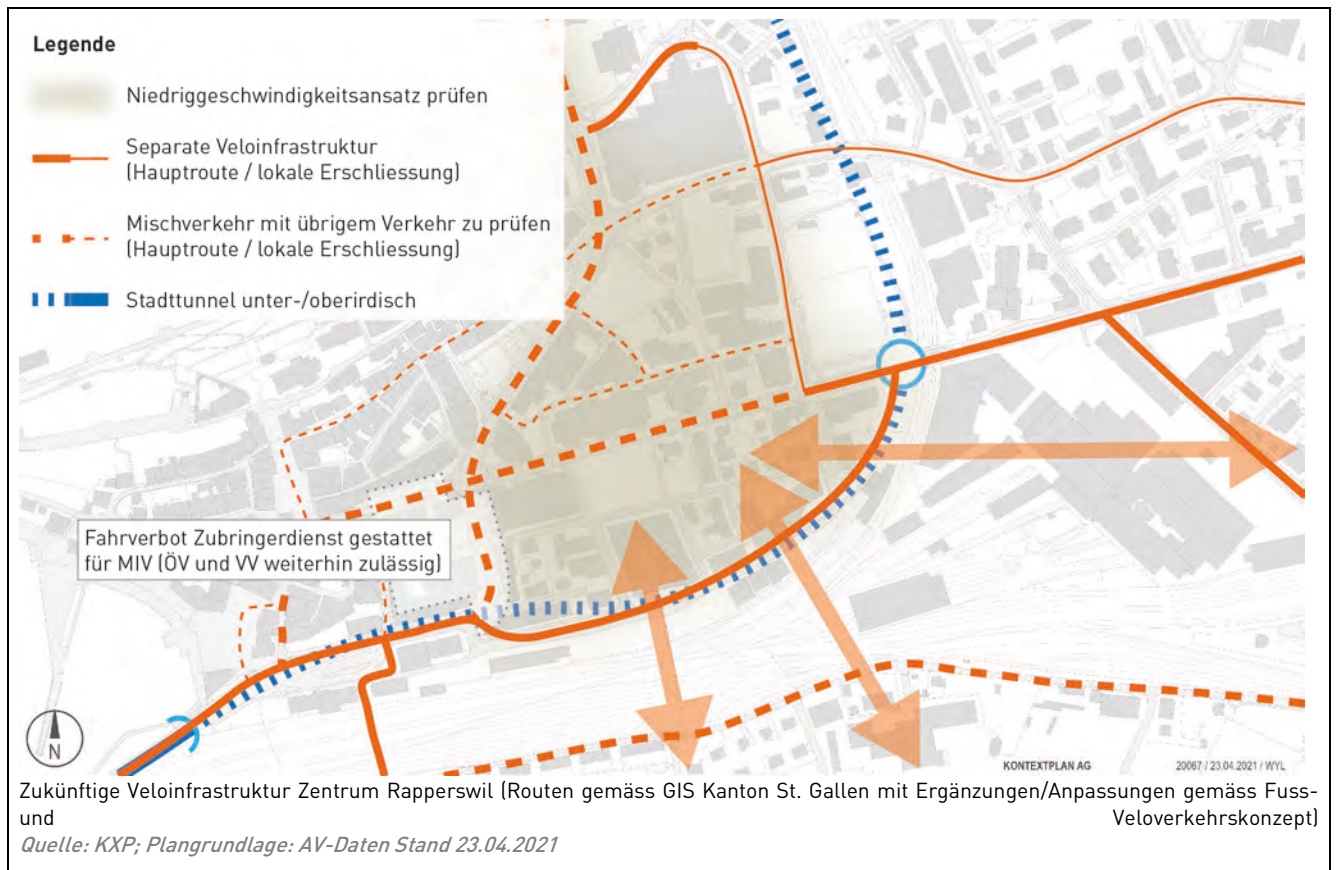 Legende
Niedriggeschwindigkeitsansatz prüfen
Separate Veloinfrastruktur
(Hauptroute / lokale Erschliessung)
Mischverkehr mit übrigem Verkehr zu prüfen
(Hauptroute / lokale Erschliessung)
Stadttunnel unter-/oberirdisch
Fahrverbot Zubringerdienst gestattet
für MIV (ÖV und VV weiterhin zulässig)
N
KONTEXTPLAN AG
20067 / 23.04.2021 / WYL
Zukünftige Veloinfrastruktur Zentrum Rapperswil (Routen gemäss GIS Kanton St. Gallen mit Ergänzungen/Anpassungen gemäss Fuss-
und Veloverkehrskonzept)
Quelle: KXP; Plangrundlage: AV-Daten Stand 23.04.2021